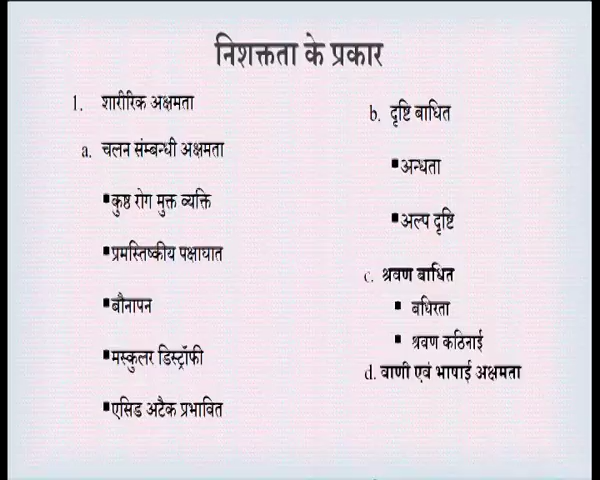 निशक्तता के प्रकार
1. शारीरिक अक्षमता
a. चलन संम्बन्धी अक्षमता
▪कुष्ठ रोग मुक्त व्यक्ति
▪प्रमस्तिष्कीय पक्षाघात
▪बौनापन
▪मस्कुलर डिस्ट्रॉफी
▪एसिड अटैक प्रभावित
b. दृष्टि बाधित
▪अन्धता
▪अल्प दृष्टि
c. श्रवण बाधित
▪ बधिरता
▪ श्रवण कठिनाई
d. वाणी एवं भाषाई अक्षमता